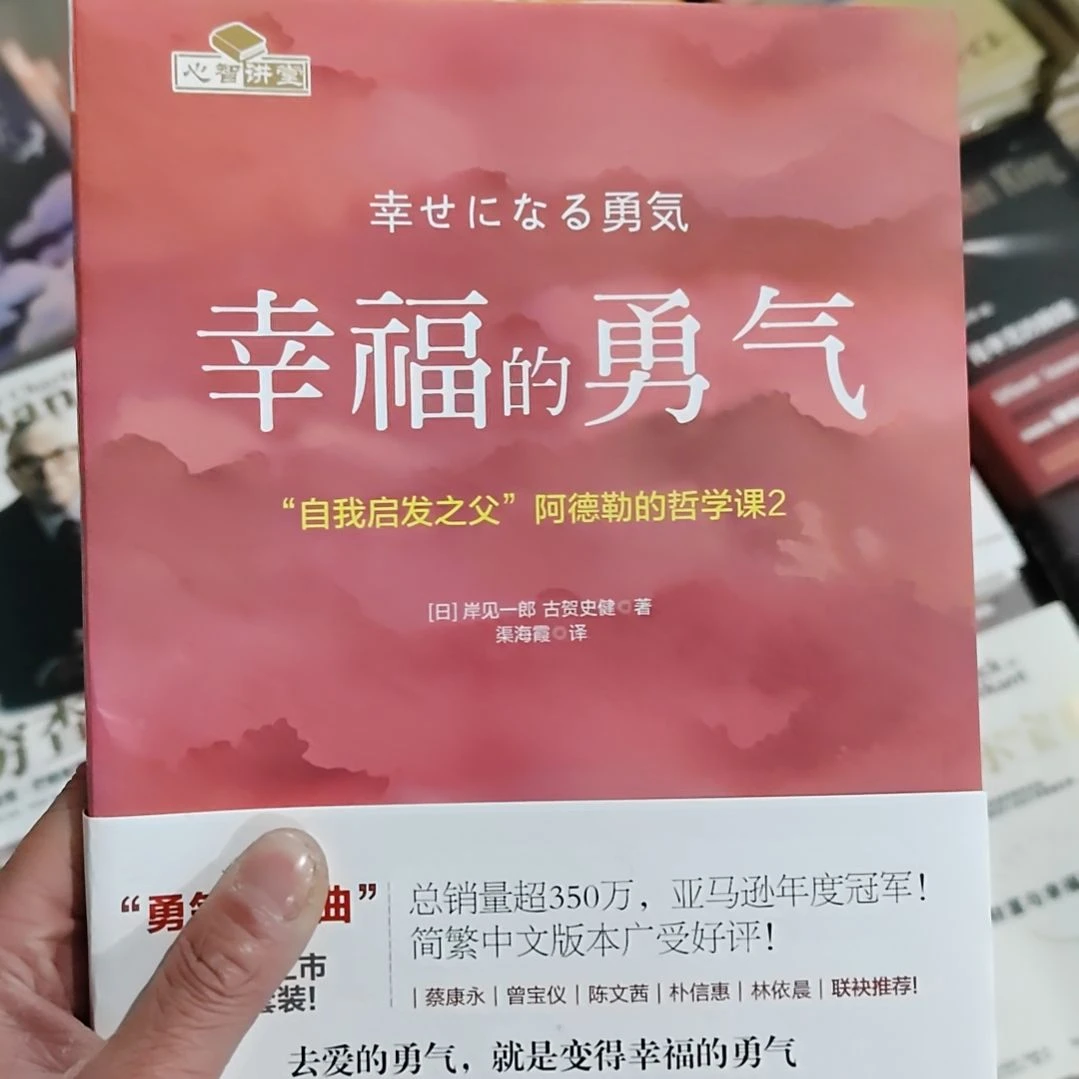 心智讲堂
幸せになる勇気
幸福的勇气
“自我启发之父”阿德勒的哲学课2
[日]岸见一郎 古贺史健◎著
渠海霞◎译
“勇 曲”
总销量超350万，亚马逊年度冠军！
简繁中文版本广受好评！
市
装!
|蔡康永|曾宝仪|陈文茜|朴信惠|林依晨|联袂推荐!
去爱的勇气，就是变得幸福的勇气